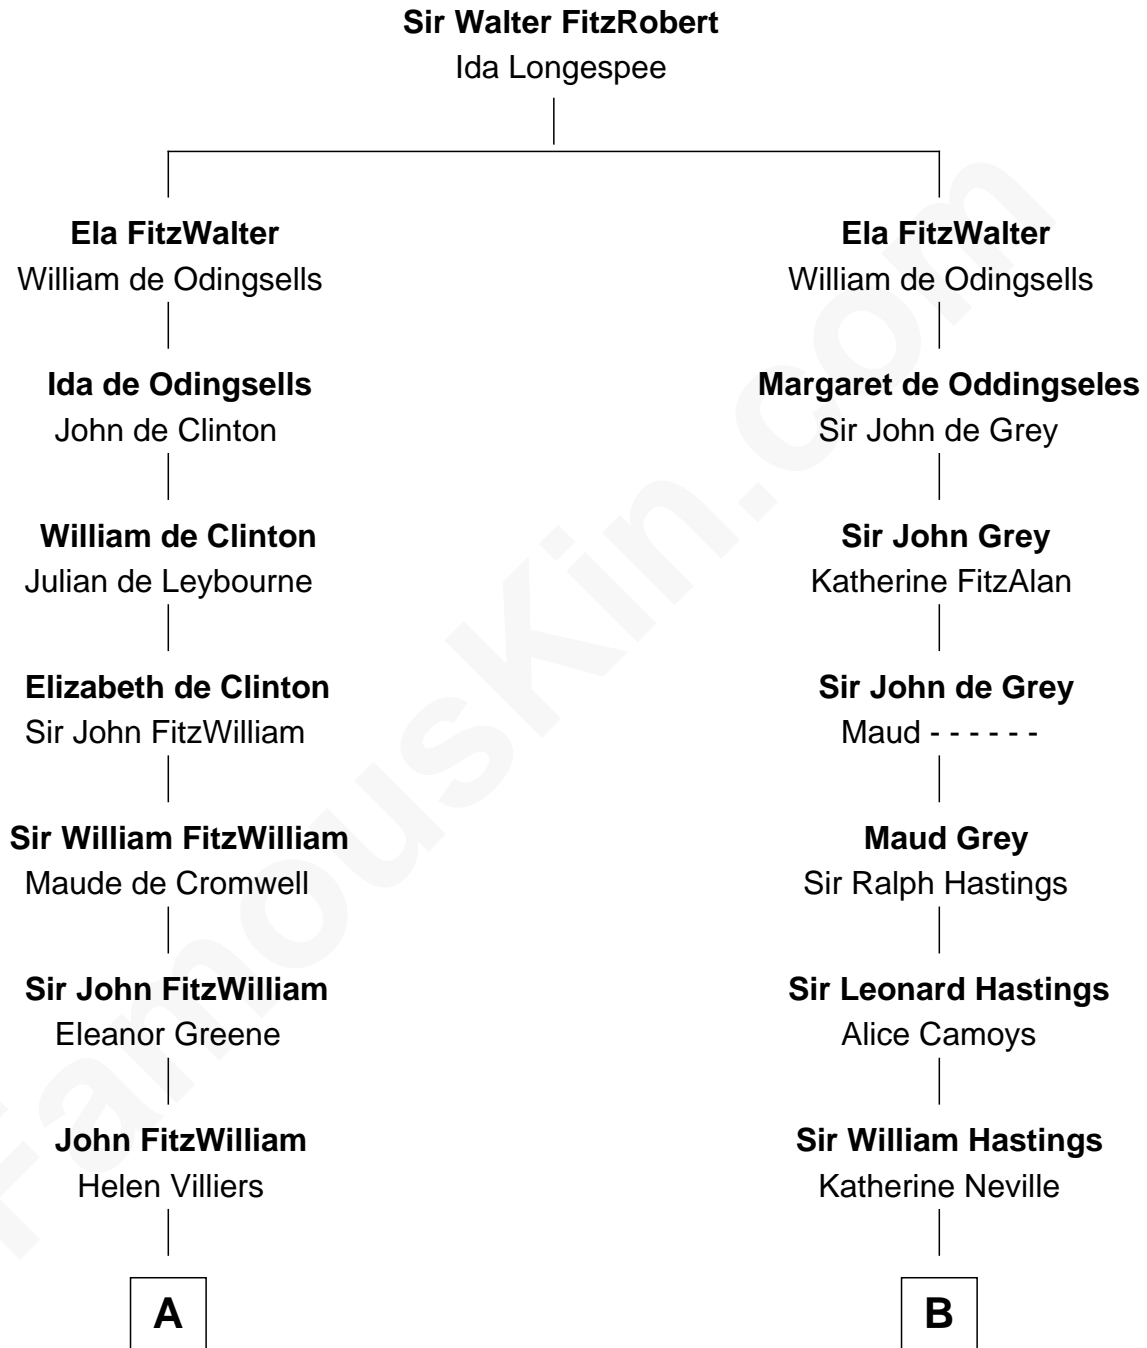 Sir Walter FitzRobert
Ida Longespee
Ela FitzWalter
William de Odingsells
Ida de Odingsells
John de Clinton
William de Clinton
Julian de Leybourne
Elizabeth de Clinton
Sir John FitzWilliam
Sir William FitzWilliam
Maude de Cromwell
Sir John FitzWilliam
Eleanor Greene
John FitzWilliam
Helen Villiers
A
Ela FitzWalter
William de Odingsells
Margaret de Oddingseles
Sir John de Grey
Sir John Grey
Katherine FitzAlan
Sir John de Grey
Maud - - - - - -
Maud Grey
Sir Ralph Hastings
Sir Leonard Hastings
Alice Camoys
Sir William Hastings
Katherine Neville
B
FamousKin.com